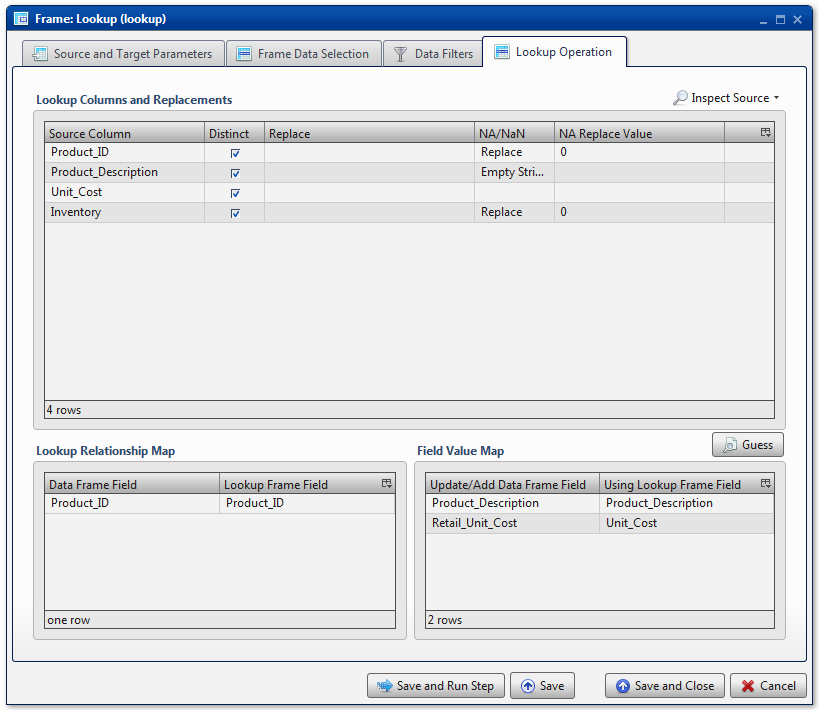 Frame: Lookup (lookup)
Source and Target Parameters Frame Data Selection Data Filters Lookup Operation
Lookup Columns and Replacements Inspect Source
Source Column Distinct Replace NA/NaN NA Replace Value
Product_ID Replace 0
Product_Description Empty Stri...
Unit_Cost
Inventory Replace 0
4 rows
Lookup Relationship Map Field Value Map Guess
Data Frame Field Lookup Frame Field Update/Add Data Frame Field Using Lookup Frame Field
Product_ID Product_ID Product_Description Product_Description
Retail_Unit_Cost Unit_Cost
one row 2 rows
Save and Run Step Save Save and Close Cancel